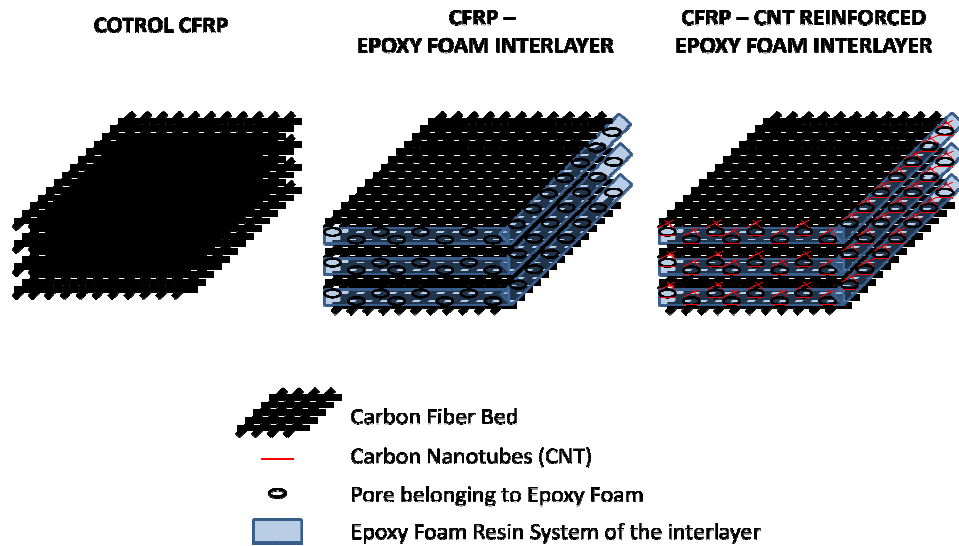 COTROL CFRP
CFRP –
EPOXY FOAM INTERLAYER
CFRP – CNT REINFORCED
EPOXY FOAM INTERLAYER
Carbon Fiber Bed
Carbon Nanotubes (CNT)
Pore belonging to Epoxy Foam
Epoxy Foam Resin System of the interlayer